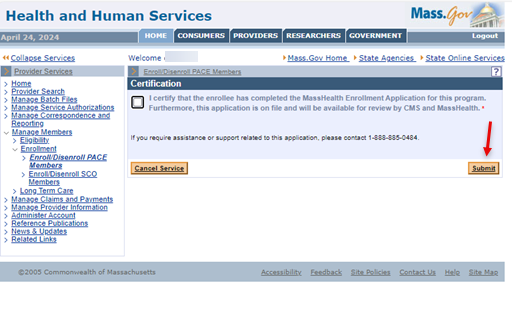 Health and Human Services
Mass.Gov
April 24, 2024
HOME CONSUMERS PROVIDERS RESEARCHERS GOVERNMENT
Logout
Collapse Services
Welcome
Mass.Gov Home State Agencies State Online Services
Provider Services
Home
Provider Search
Manage Batch Files
Manage Service Authorizations
Manage Correspondence and
Reporting
Manage Members
Eligibility
Enrollment
Enroll/Disenroll PACE
Members
Enroll/Disenroll SCO
Members
Long Term Care
Manage Claims and Payments
Manage Provider Information
Administer Account
Reference Publications
News & Updates
Related Links
Enroll/Disenroll PACE Members
?
Certification
I certify that the enrollee has completed the MassHealth Enrollment Application for this program.
Furthermore, this application is on file and will be available for review by CMS and MassHealth. *
If you require assistance or support related to this application, please contact 1-888-885-0484.
Cancel Service
Submit
©2005 Commonwealth of Massachusetts
Accessibility Feedback Site Policies Contact Us Help Site Map